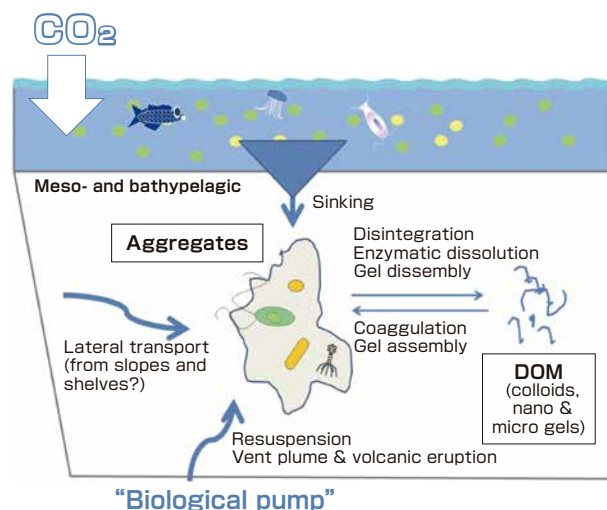 CO₂
Meso- and bathypelagic
Sinking
Aggregates
Disintegration
Enzymatic dissolution
Gel dissembly
Coaggulation
Gel assembly
Lateral transport
(from slopes and
shelves?)
DOM
(colloids,
nano &
micro gels)
Resuspension
Vent plume & volcanic eruption
“Biological pump”